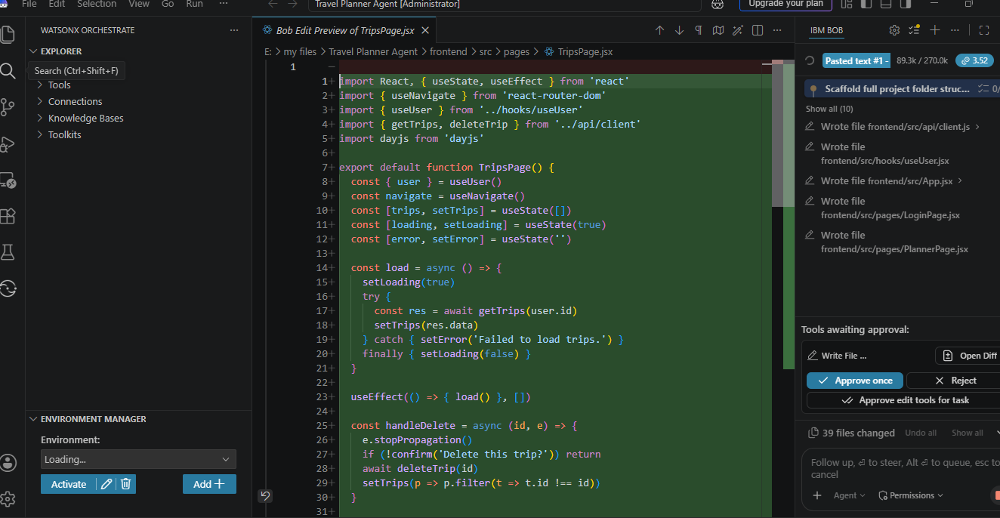 File Edit Selection View Go Run ··· Travel Planner Agent [Administrator] Upgrade your plan
WATSONX ORCHESTRATE ···
EXPLORER
Search (Ctrl+Shift+F)
Tools
Connections
Knowledge Bases
Toolkits
ENVIRONMENT MANAGER
Environment:
Loading...
Activate Add +
Bob Edit Preview of TripsPage.jsx
E: > my files > Travel Planner Agent > frontend > src > pages > TripsPage.jsx
1 —
1+ import React, { useState, useEffect } from 'react'
2+ import { useNavigate } from 'react-router-dom'
3+ import { useUser } from '../hooks/useUser'
4+ import { getTrips, deleteTrip } from '../api/client'
5+ import dayjs from 'dayjs'
6+
7+ export default function TripsPage() {
8+ const { user } = useUser()
9+ const navigate = useNavigate()
10+ const [trips, setTrips] = useState([])
11+ const [loading, setLoading] = useState(true)
12+ const [error, setError] = useState('')
13+
14+ const load = async () => {
15+ setLoading(true)
16+ try {
17+ const res = await getTrips(user.id)
18+ setTrips(res.data)
19+ } catch { setError('Failed to load trips.') }
20+ finally { setLoading(false) }
21+ }
22+
23+ useEffect(() => { load() }, [])
24+
25+ const handleDelete = async (id, e) => {
26+ e.stopPropagation()
27+ if (!confirm('Delete this trip?')) return
28+ await deleteTrip(id)
29+ setTrips(p => p.filter(t => t.id !== id))
30+ }
31+
IBM BOB
Pasted text #1 - 89.3k / 270.0k 3.52
Scaffold full project folder struc... 0/
Show all (10)
Wrote file frontend/src/api/client.js >
Wrote file
frontend/src/hooks/useUser.jsx
Wrote file frontend/src/App.jsx >
Wrote file
frontend/src/pages/LoginPage.jsx
Wrote file
frontend/src/pages/PlannerPage.jsx
Tools awaiting approval:
Write File ... Open Diff
Approve once Reject
Approve edit tools for task
39 files changed Undo all Show all
Follow up, ⏎ to steer, Alt ⏎ to queue, esc to
cancel
+ Agent Permissions